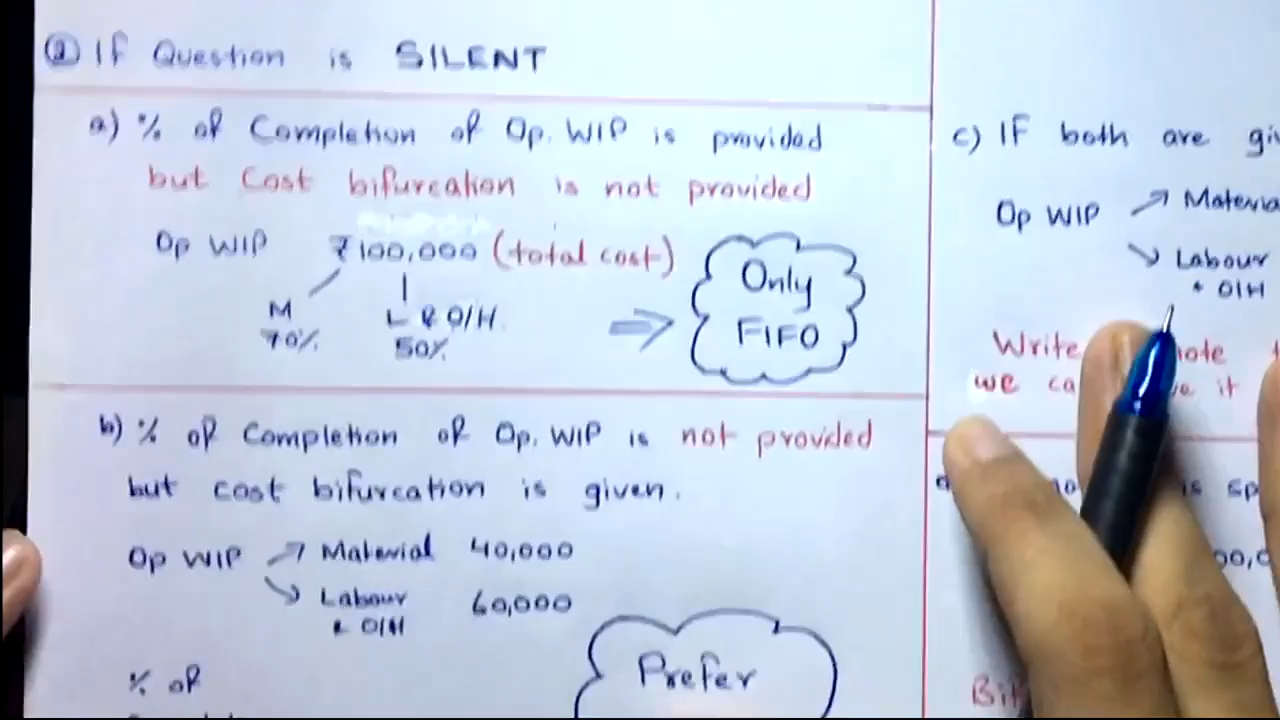 ② If Question is SILENT
a) % of Completion of Op. WIP is provided
but Cost bifurcation is not provided
Op WIP ₹100,000 (total cost)
M L & O/H.
70% 50%
Only
FIFO
b) % of Completion of Op. WIP is not provided
but cost bifurcation is given.
Op WIP Material 40,000
Labour 60,000
& O/H
% of
Prefer
c) If both are
Op WIP
Labour
+ O/H
Write
we it